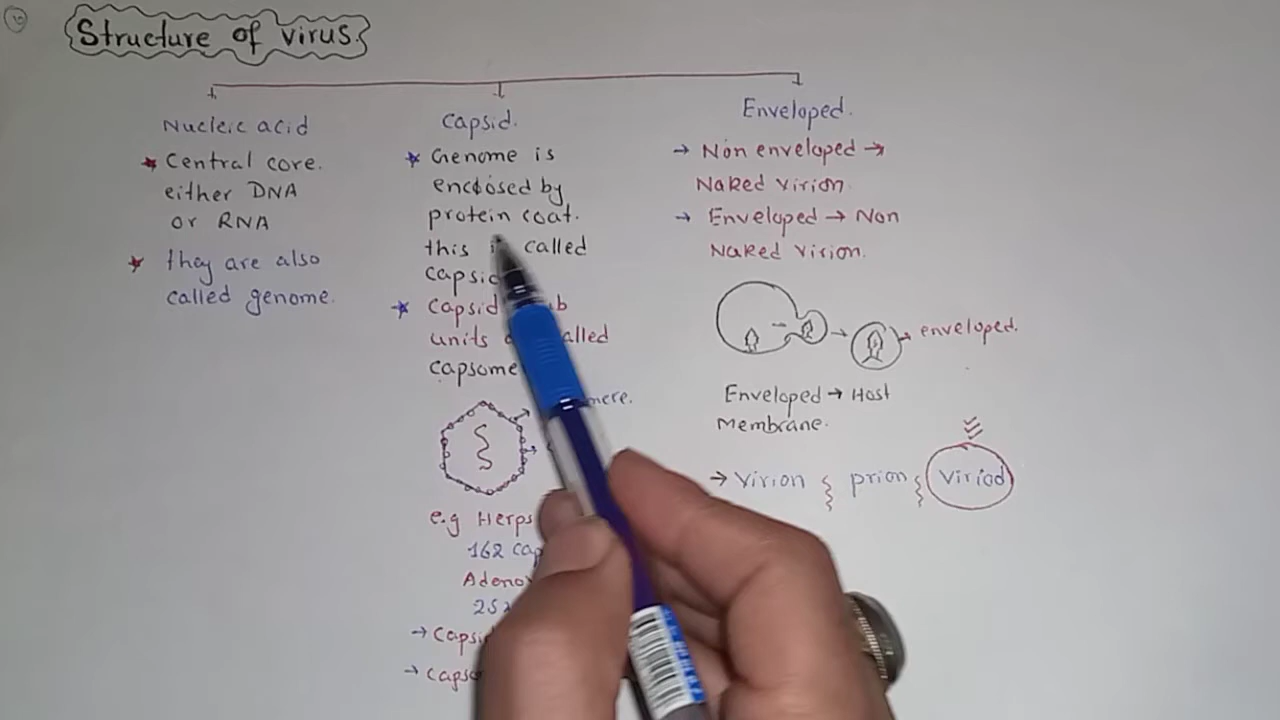 Structure of virus.
Nucleic acid
★ Central core.
either DNA
or RNA
★ they are also
called genome.
Capsid.
★ Genome is
enclosed by
protein coat.
this called
capsid
★ Capsid
units called
e.g Herps
162
→
→
Enveloped.
→ Non enveloped →
Naked virion.
→ Enveloped → Non
Naked virion.
→ enveloped.
Enveloped → Host
Membrane.
→ Virion prion Viriod